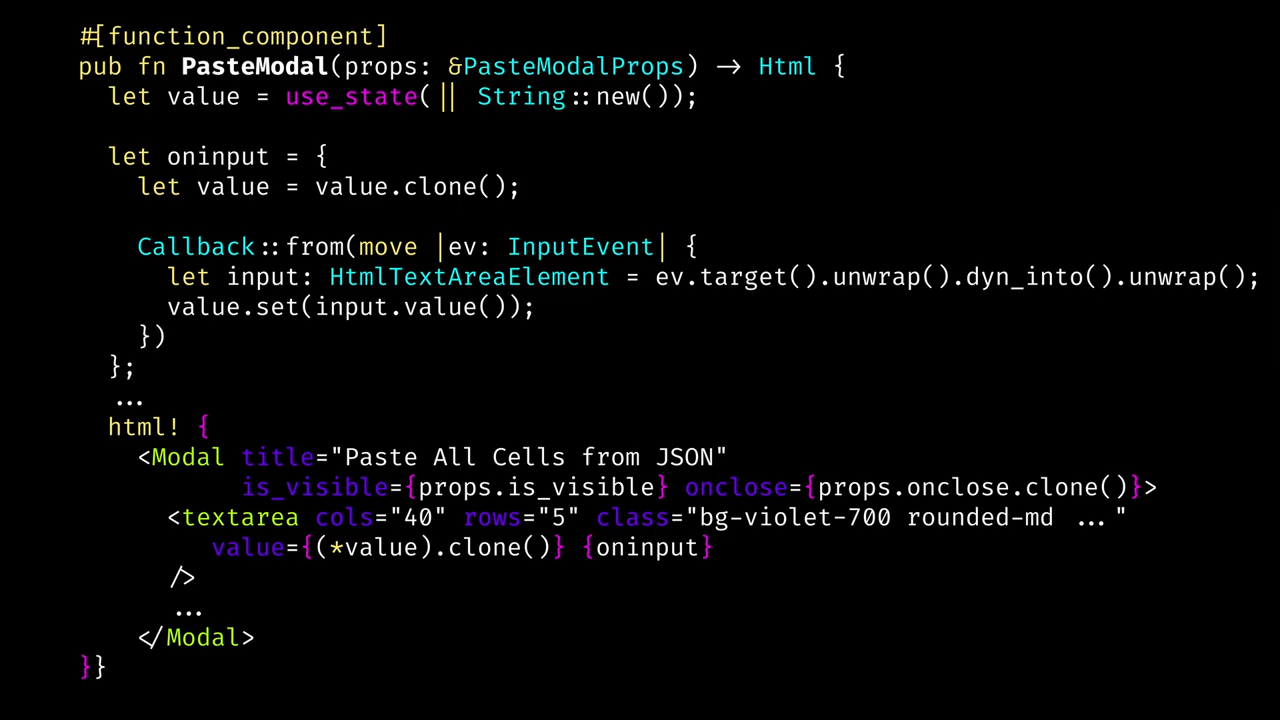 #[function_component]
pub fn PasteModal(props: &PasteModalProps) -> Html {
  let value = use_state(|| String::new());

  let oninput = {
    let value = value.clone();

    Callback::from(move |ev: InputEvent| {
      let input: HtmlTextAreaElement = ev.target().unwrap().dyn_into().unwrap();
      value.set(input.value());
    })
  };
  ...
  html! {
    <Modal title="Paste All Cells from JSON"
           is_visible={props.is_visible} onclose={props.onclose.clone()}>
      <textarea cols="40" rows="5" class="bg-violet-700 rounded-md ..."
         value={(*value).clone()} {oninput}
      />
      ...
    </Modal>
}}